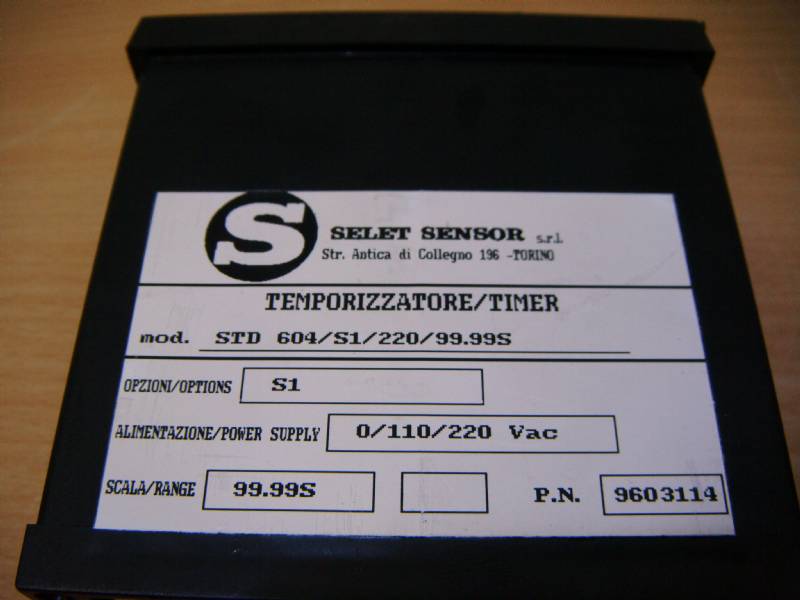 S
SELET SENSOR s.r.l.
Str. Antica di Collegno 196 -TORINO
TEMPORIZZATORE/TIMER
mod. STD 604/S1/220/99.99S
OPZIONI/OPTIONS S1
ALIMENTAZIONE/POWER SUPPLY 0/110/220 Vac
SCALA/RANGE 99.99S P.N. 9603114